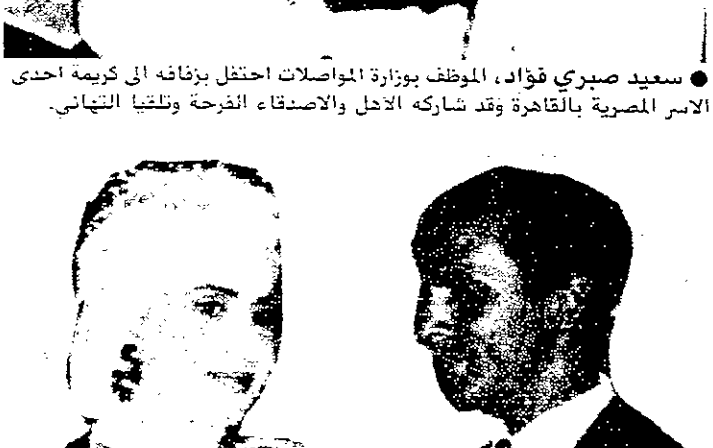 ● سعيد صبري فؤاد، الموظف بوزارة المواصلات احتفل بزفافه الى كريمة احدى
الاسر المصرية بالقاهرة وقد شاركه الاهل والاصدقاء الفرحة وتلقيا التهاني.